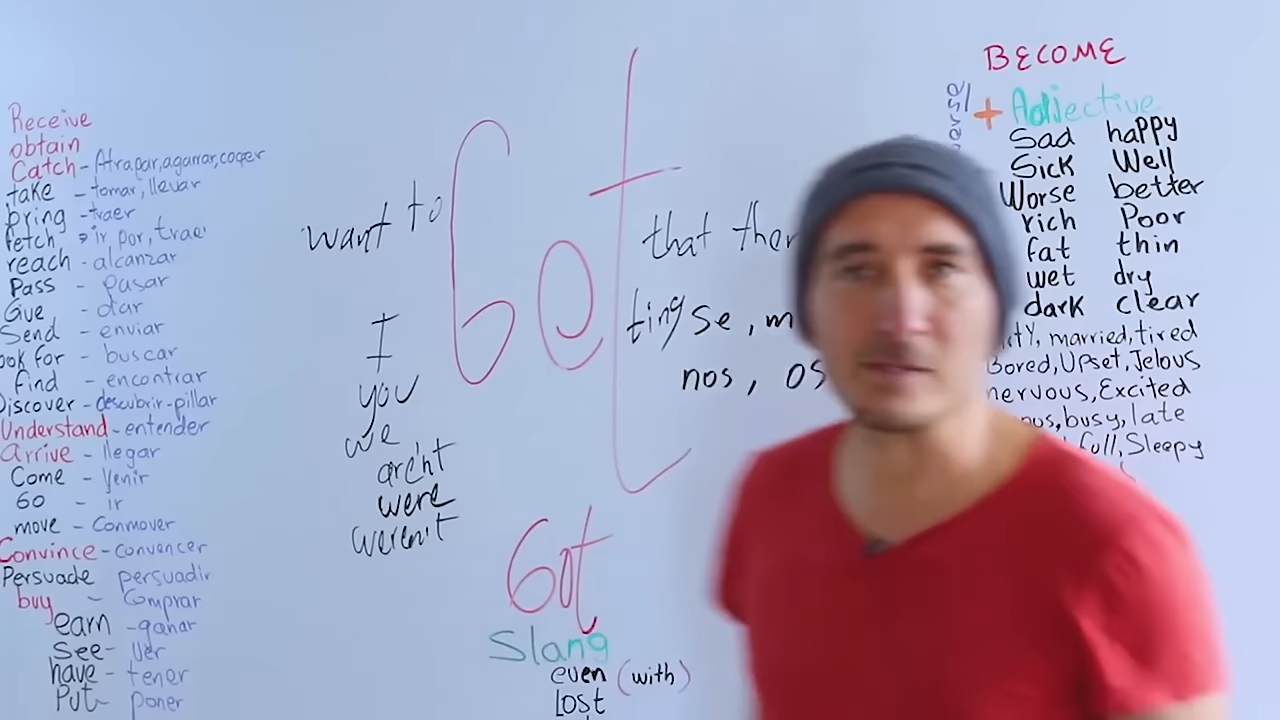 Receive
obtain
Catch - Atrapar, agarrar, coger
take - tomar, llevar
bring - traer
fetch - ir por, traer
reach - alcanzar
Pass - pasar
Give - dar
Send - enviar
ook for - buscar
find - encontrar
Discover - descubrir - pillar
Understand - entender
arrive - llegar
Come - Venir
Go - ir
move - Conmover
Convince - convencer
Persuade persuadir
buy - Comprar
earn - ganar
See - Ver
have - tener
Put - poner
want to
Get
that
ting se, m
nos, os
I
you
we
arén't
were
weren't
Got
Slang
even (with)
Lost
BECOME
+ Adjective
Sad happy
Sick Well
Worse better
rich Poor
fat thin
wet dry
dark clear
married, tired
Bored, Upset, Jelous
nervous, Excited
busy, late
full, Sleepy